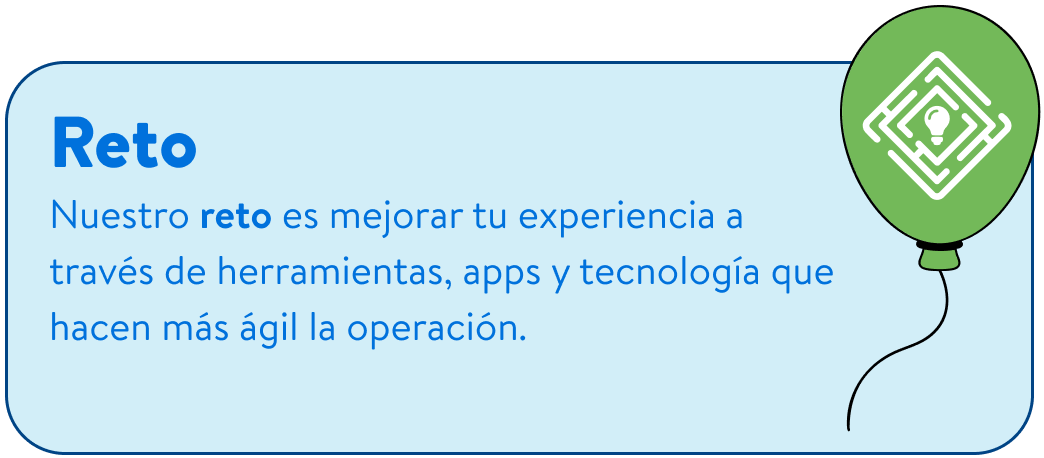 Reto
Nuestro reto es mejorar tu experiencia a
través de herramientas, apps y tecnología que
hacen más ágil la operación.